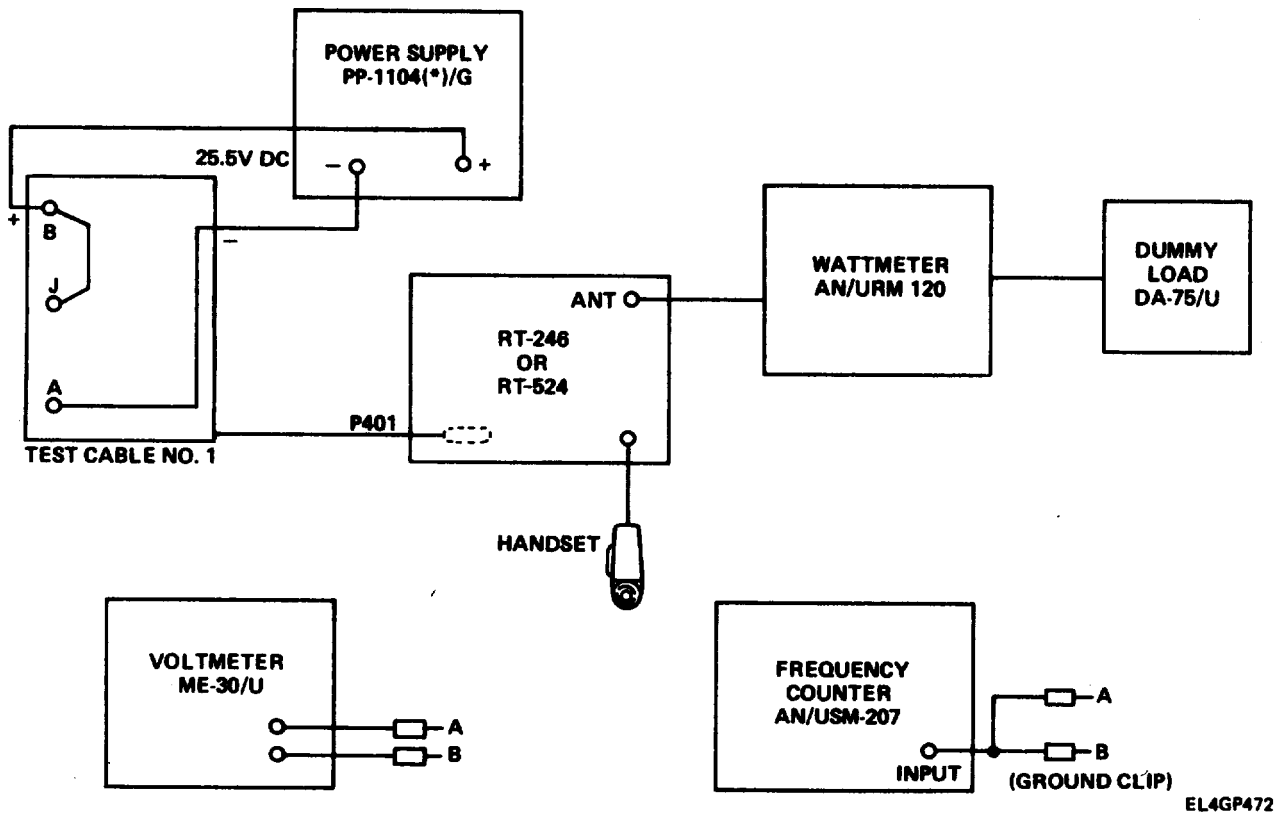 POWER SUPPLY
PP-1104(*)/G
25.5V DC
−
+
+
B
−
J
A
TEST CABLE NO. 1
P401
ANT
RT-246
OR
RT-524
HANDSET
WATTMETER
AN/URM 120
DUMMY
LOAD
DA-75/U
VOLTMETER
ME-30/U
A
B
FREQUENCY
COUNTER
AN/USM-207
INPUT
A
B
(GROUND CLIP)
EL4GP472